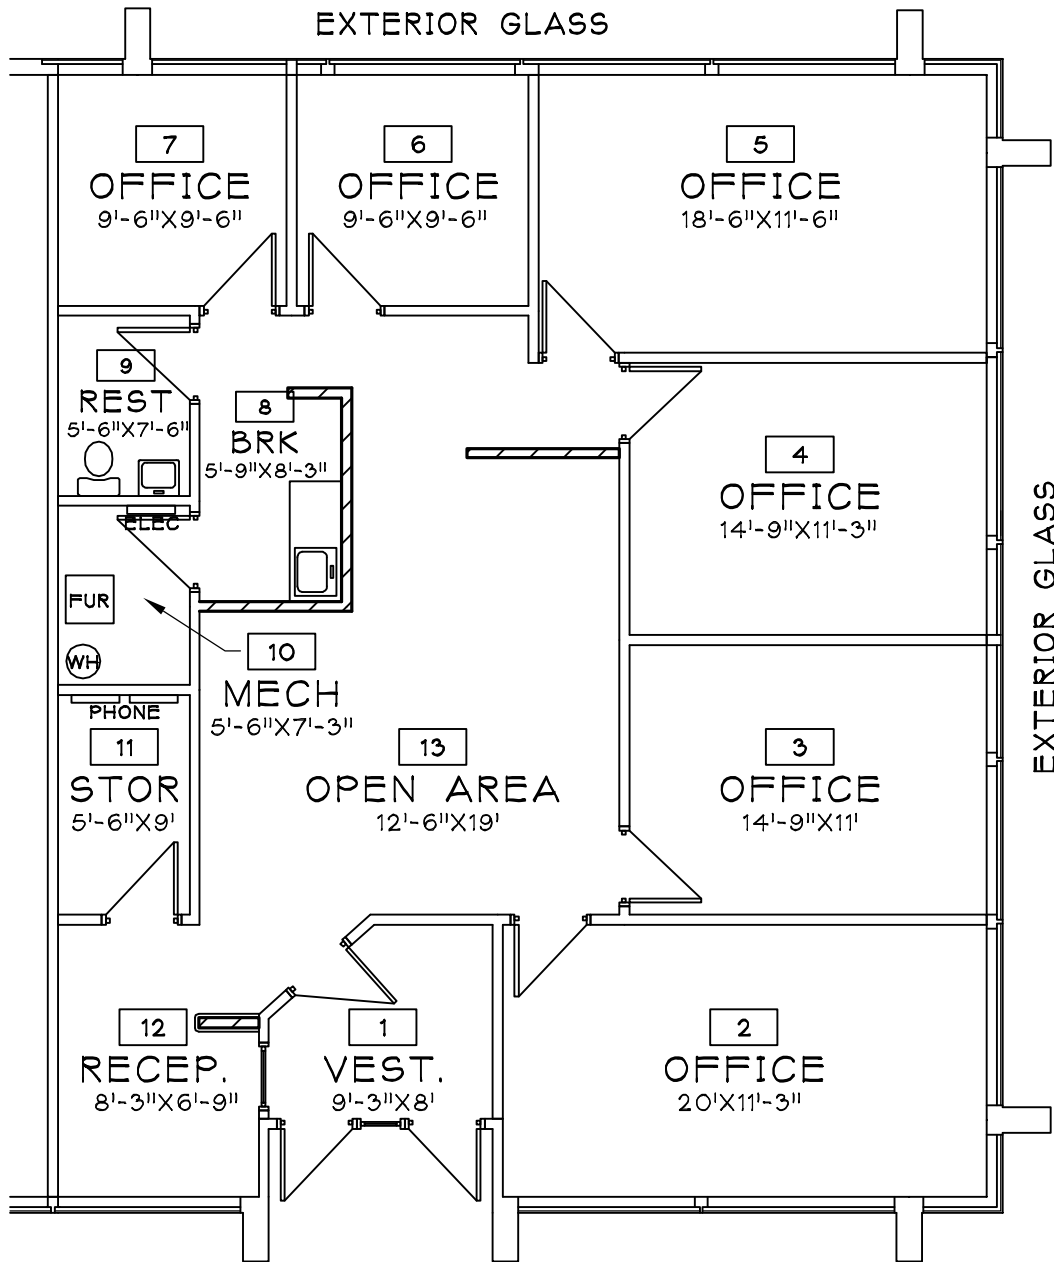 EXTERIOR GLASS
7
OFFICE
9'-6"X9'-6"
6
OFFICE
9'-6"X9'-6"
5
OFFICE
18'-6"X11'-6"
9
REST
5'-6"X7'-6"
8
BRK
5'-9"X8'-3"
4
OFFICE
14'-9"X11'-3"
EXTERIOR GLASS
ELEC
FUR
WH
10
MECH
5'-6"X7'-3"
PHONE
11
STOR
5'-6"X9'
13
OPEN AREA
12'-6"X19'
3
OFFICE
14'-9"X11'
12
RECEP.
8'-3"X6'-9"
1
VEST.
9'-3"X8'
2
OFFICE
20'X11'-3"